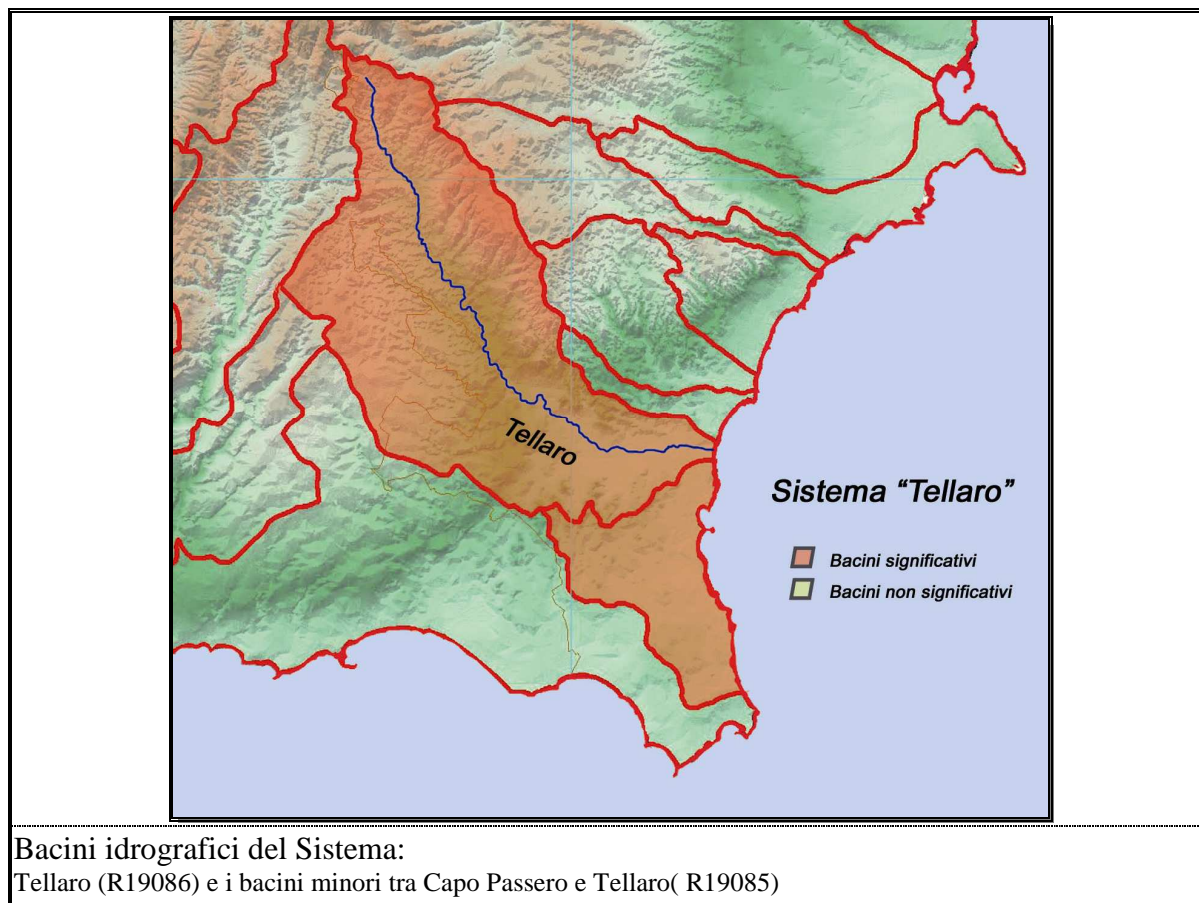 Tellaro
Sistema “Tellaro”
Bacini significativi
Bacini non significativi
Bacini idrografici del Sistema:
Tellaro (R19086) e i bacini minori tra Capo Passero e Tellaro( R19085)